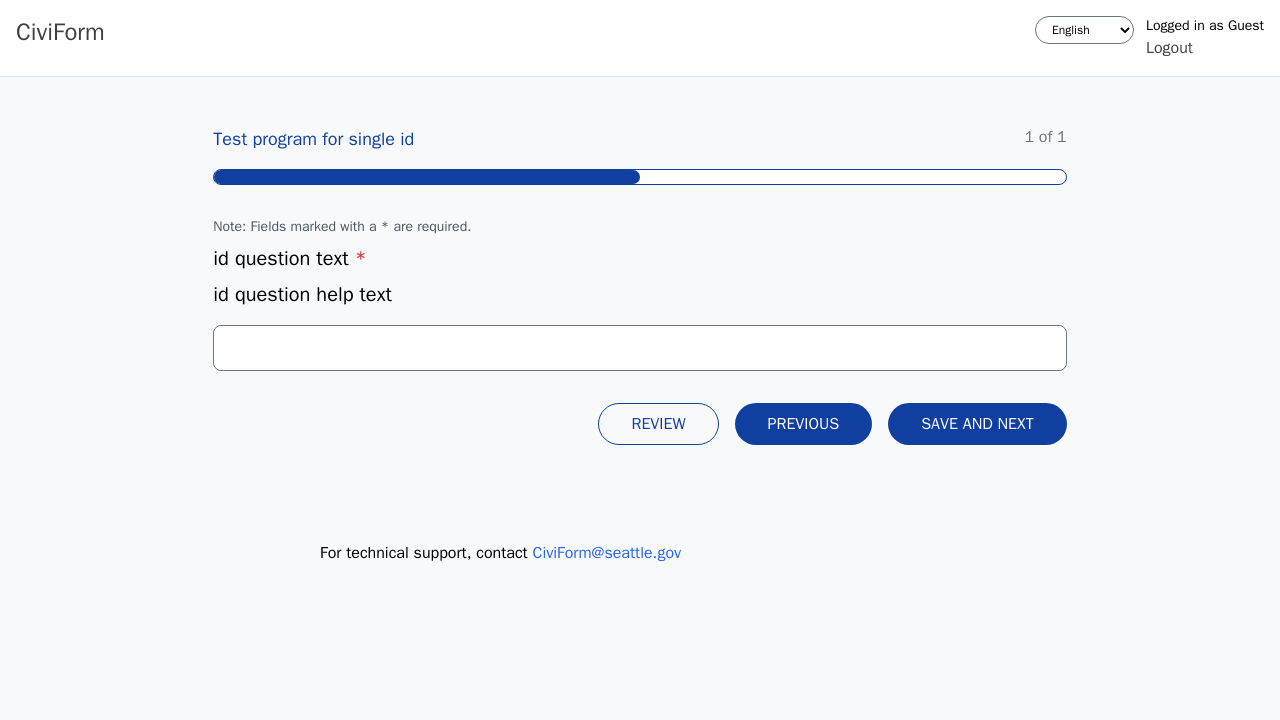 CiviForm
English
Logged in as Guest
Logout
Test program for single id
1 of 1
Note: Fields marked with a * are required.
id question text *
id question help text
REVIEW
PREVIOUS
SAVE AND NEXT
For technical support, contact CiviForm@seattle.gov